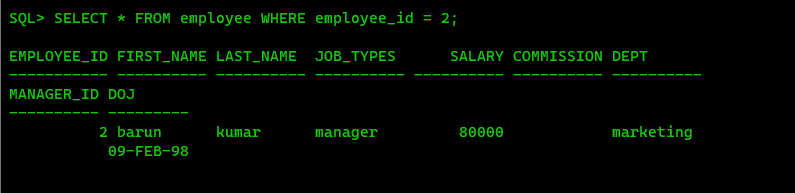 SQL> SELECT * FROM employee WHERE employee_id = 2;
EMPLOYEE_ID FIRST_NAME LAST_NAME  JOB_TYPES      SALARY COMMISSION DEPT
----------- ---------- ---------- ---------- ---------- ---------- ----------
MANAGER_ID DOJ
---------- ---------
          2 barun      kumar      manager         80000            marketing
           09-FEB-98